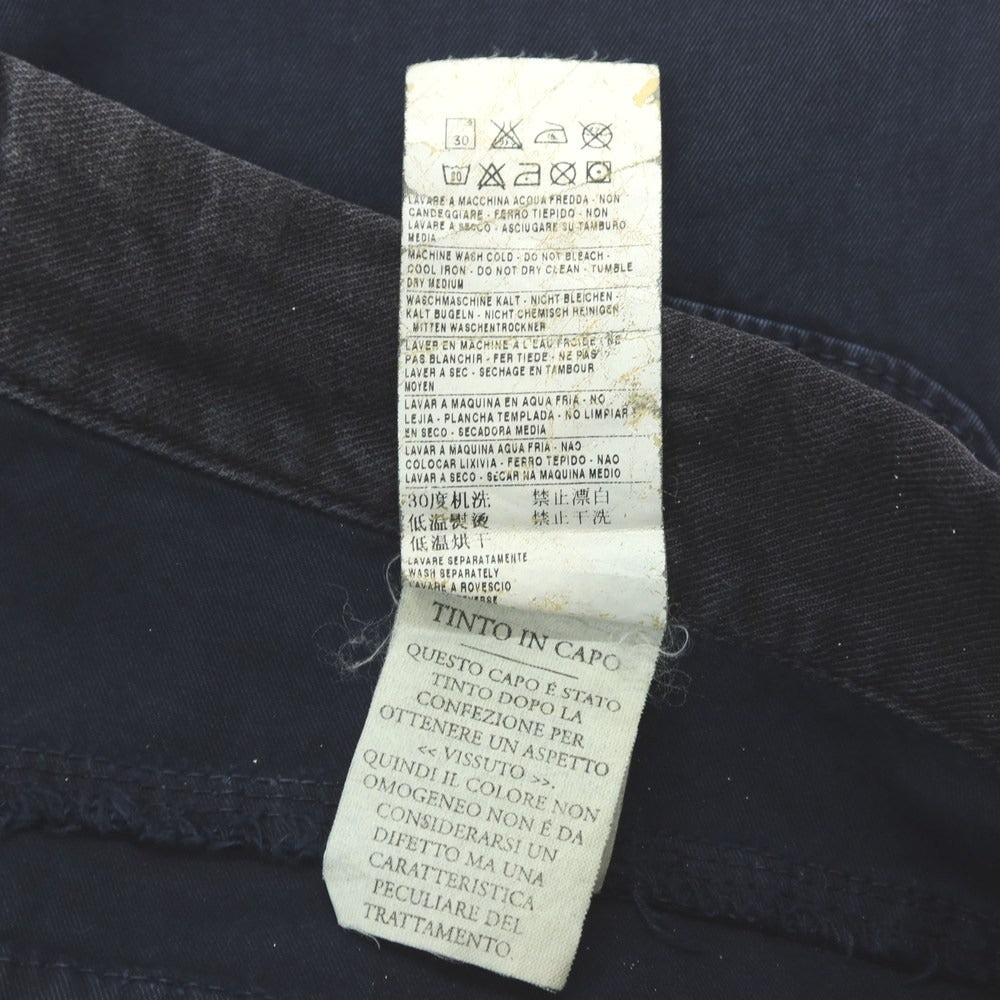 30
30
LAVARE A MACCHINA ACQUA FREDDA - NON
CANDEGGIARE - FERRO TIEPIDO - NON
LAVARE A SECCO - ASCIUGARE SU TAMBURO
MEDIA
MACHINE WASH COLD - DO NOT BLEACH -
COOL IRON - DO NOT DRY CLEAN - TUMBLE
DRY MEDIUM
WASCHMASCHINE KALT - NICHT BLEICHEN -
KALT BUGELN - NICHT CHEMISCH REINIGEN
- MITTEN WASCHENTROCKNER
LAVER EN MACHINE A L'EAU FROIDE - NE
PAS BLANCHIR - FER TIEDE - NE PAS
LAVER A SEC - SECHAGE EN TAMBOUR
MOYEN
LAVAR A MAQUINA EN AQUA FRIA - NO
LEJIA - PLANCHA TEMPLADA - NO LIMPIAR
EN SECO - SECADORA MEDIA
LAVAR A MAQUINA AGUA FRIA - NAO
COLOCAR LIXIVIA - FERRO TEPIDO - NAO
LAVAR A SECO - SECAR NA MAQUINA MEDIO
30度机洗 禁止漂白
低温熨烫 禁止干洗
低温烘干
LAVARE SEPARATAMENTE
WASH SEPARATELY
LAVARE A ROVESCIO
TINTO IN CAPO
QUESTO CAPO É STATO
TINTO DOPO LA
CONFEZIONE PER
OTTENERE UN ASPETTO
<< VISSUTO >>.
QUINDI IL COLORE NON
OMOGENEO NON É DA
CONSIDERARSI UN
DIFETTO MA UNA
CARATTERISTICA
PECULIARE DEL
TRATTAMENTO.